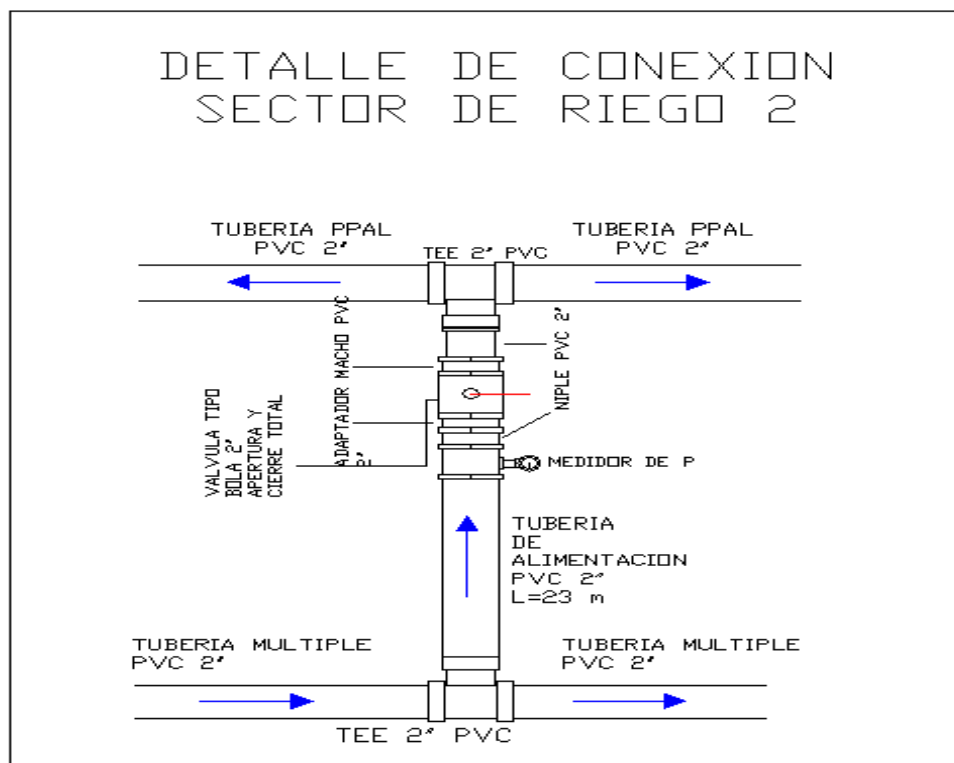 DETALLE DE CONEXION
SECTOR DE RIEGO 2
TUBERIA PPAL
PVC 2"
TEE 2" PVC
TUBERIA PPAL
PVC 2"
ADAPTADOR MACHO PVC
2"
NIPLE PVC 2"
VALVULA TIPO
BOLA 2"
APERTURA Y
CIERRE TOTAL
MEDIDOR DE P
TUBERIA
DE
ALIMENTACION
PVC 2"
L=23 m
TUBERIA MULTIPLE
PVC 2"
TUBERIA MULTIPLE
PVC 2"
TEE 2" PVC